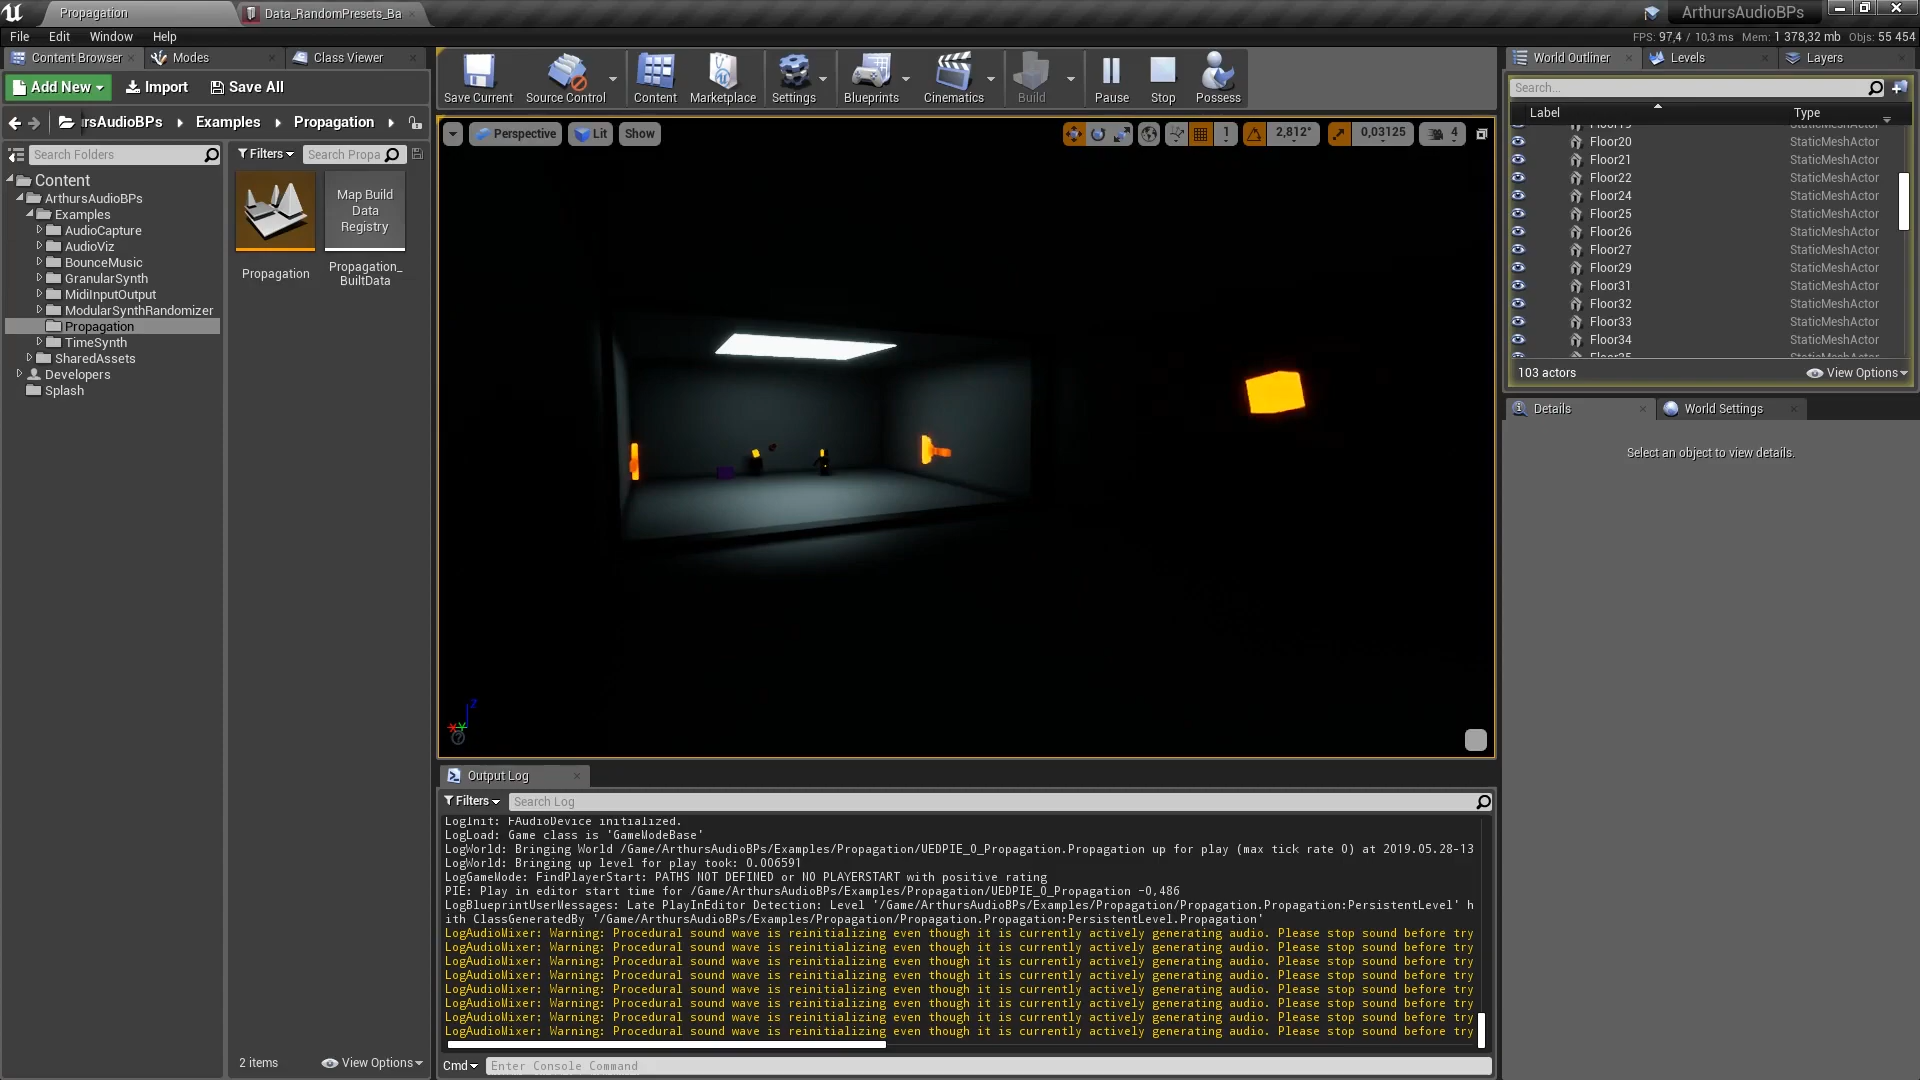 Propagation
Data_RandomPresets_Ba
ArthursAudioBPs
File Edit Window Help
FPS: 97,4 / 10,3 ms Mem: 1 378,32 mb Objs: 55 454
Content Browser
Modes
Class Viewer
Add New
Import
Save All
rsAudioBPs
Examples
Propagation
Search Folders
Content
ArthursAudioBPs
Examples
AudioCapture
AudioViz
BounceMusic
GranularSynth
MidiInputOutput
ModularSynthRandomizer
Propagation
TimeSynth
SharedAssets
Developers
Splash
Filters
Search Propa
Map Build
Data
Registry
Propagation
Propagation_
BuiltData
2 items
View Options
Save Current
Source Control
Content
Marketplace
Settings
Blueprints
Cinematics
Build
Pause
Stop
Possess
Perspective
Lit
Show
1
2,812°
0,03125
4
Z
Output Log
Filters
Search Log
LogInit: FAudioDevice initialized.
LogLoad: Game class is 'GameModeBase'
LogWorld: Bringing World /Game/ArthursAudioBPs/Examples/Propagation/UEDPIE_0_Propagation.Propagation up for play (max tick rate 0) at 2019.05.28-13
LogWorld: Bringing up level for play took: 0.006591
LogGameMode: FindPlayerStart: PATHS NOT DEFINED or NO PLAYERSTART with positive rating
PIE: Play in editor start time for /Game/ArthursAudioBPs/Examples/Propagation/UEDPIE_0_Propagation -0,486
LogBlueprintUserMessages: Late PlayInEditor Detection: Level '/Game/ArthursAudioBPs/Examples/Propagation/Propagation.Propagation:PersistentLevel' h
ith ClassGeneratedBy '/Game/ArthursAudioBPs/Examples/Propagation/Propagation.Propagation:PersistentLevel.Propagation'
LogAudioMixer: Warning: Procedural sound wave is reinitializing even though it is currently actively generating audio. Please stop sound before try
LogAudioMixer: Warning: Procedural sound wave is reinitializing even though it is currently actively generating audio. Please stop sound before try
LogAudioMixer: Warning: Procedural sound wave is reinitializing even though it is currently actively generating audio. Please stop sound before try
LogAudioMixer: Warning: Procedural sound wave is reinitializing even though it is currently actively generating audio. Please stop sound before try
LogAudioMixer: Warning: Procedural sound wave is reinitializing even though it is currently actively generating audio. Please stop sound before try
LogAudioMixer: Warning: Procedural sound wave is reinitializing even though it is currently actively generating audio. Please stop sound before try
LogAudioMixer: Warning: Procedural sound wave is reinitializing even though it is currently actively generating audio. Please stop sound before try
LogAudioMixer: Warning: Procedural sound wave is reinitializing even though it is currently actively generating audio. Please stop sound before try
Cmd
Enter Console Command
World Outliner
Levels
Layers
Search...
Label Type
Floor20 StaticMeshActor
Floor21 StaticMeshActor
Floor22 StaticMeshActor
Floor24 StaticMeshActor
Floor25 StaticMeshActor
Floor26 StaticMeshActor
Floor27 StaticMeshActor
Floor29 StaticMeshActor
Floor31 StaticMeshActor
Floor32 StaticMeshActor
Floor33 StaticMeshActor
Floor34 StaticMeshActor
103 actors
View Options
Details
World Settings
Select an object to view details.